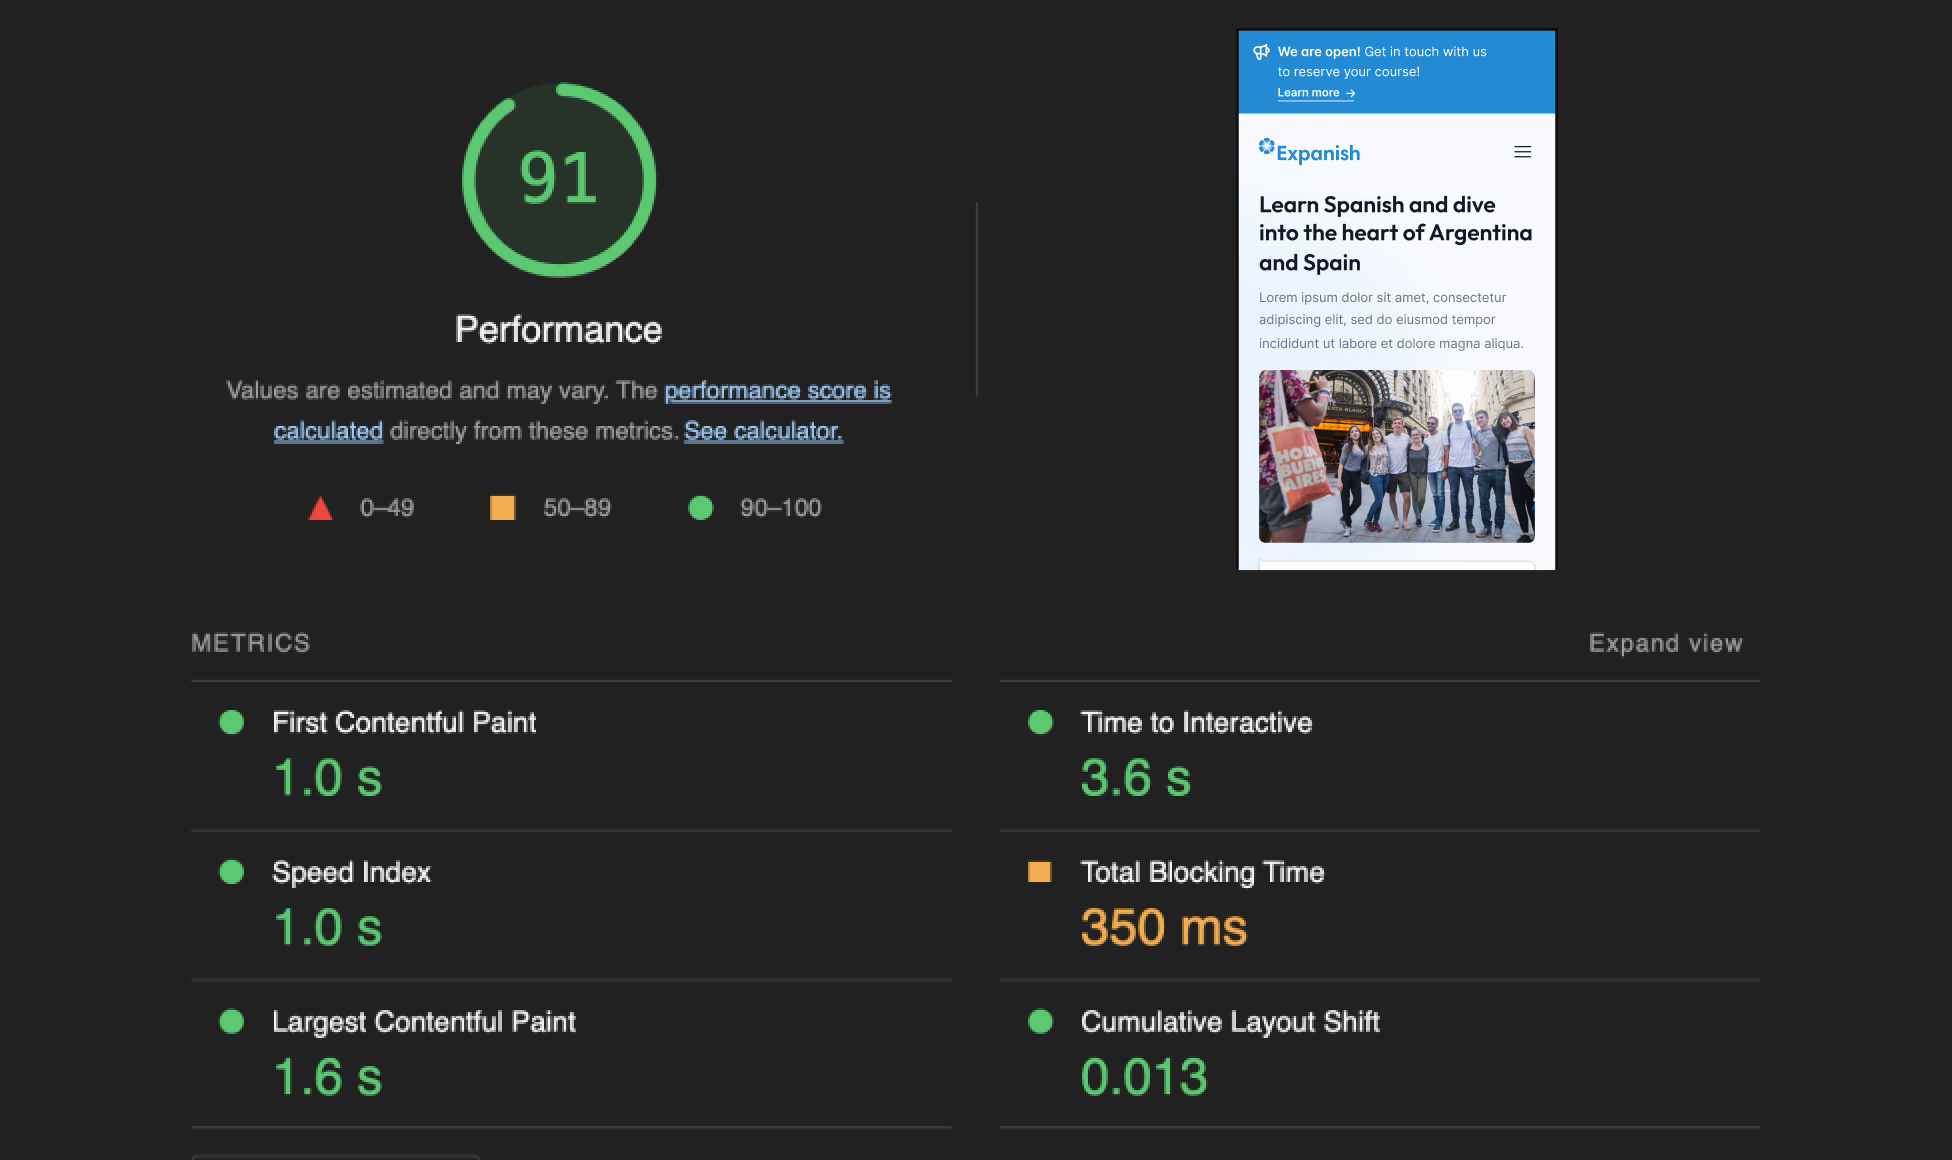 91
Performance
Values are estimated and may vary. The performance score is
calculated directly from these metrics. See calculator.
0–49
50–89
90–100
We are open! Get in touch with us
to reserve your course!
Learn more →
Expanish
Learn Spanish and dive
into the heart of Argentina
and Spain
Lorem ipsum dolor sit amet, consectetur
adipiscing elit, sed do eiusmod tempor
incididunt ut labore et dolore magna aliqua.
HOLA
BUEN
AIRES
METRICS
Expand view
First Contentful Paint
1.0 s
Time to Interactive
3.6 s
Speed Index
1.0 s
Total Blocking Time
350 ms
Largest Contentful Paint
1.6 s
Cumulative Layout Shift
0.013